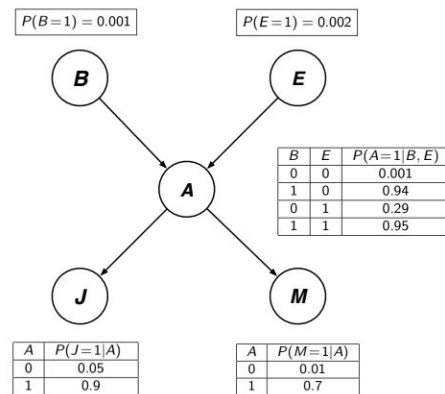 P(B=1) = 0.001
P(E=1) = 0.002
B
E
B E P(A=1|B, E)
0 0 0.001
1 0 0.94
0 1 0.29
1 1 0.95
A
J
M
A P(J=1|A)
0 0.05
1 0.9
A P(M=1|A)
0 0.01
1 0.7